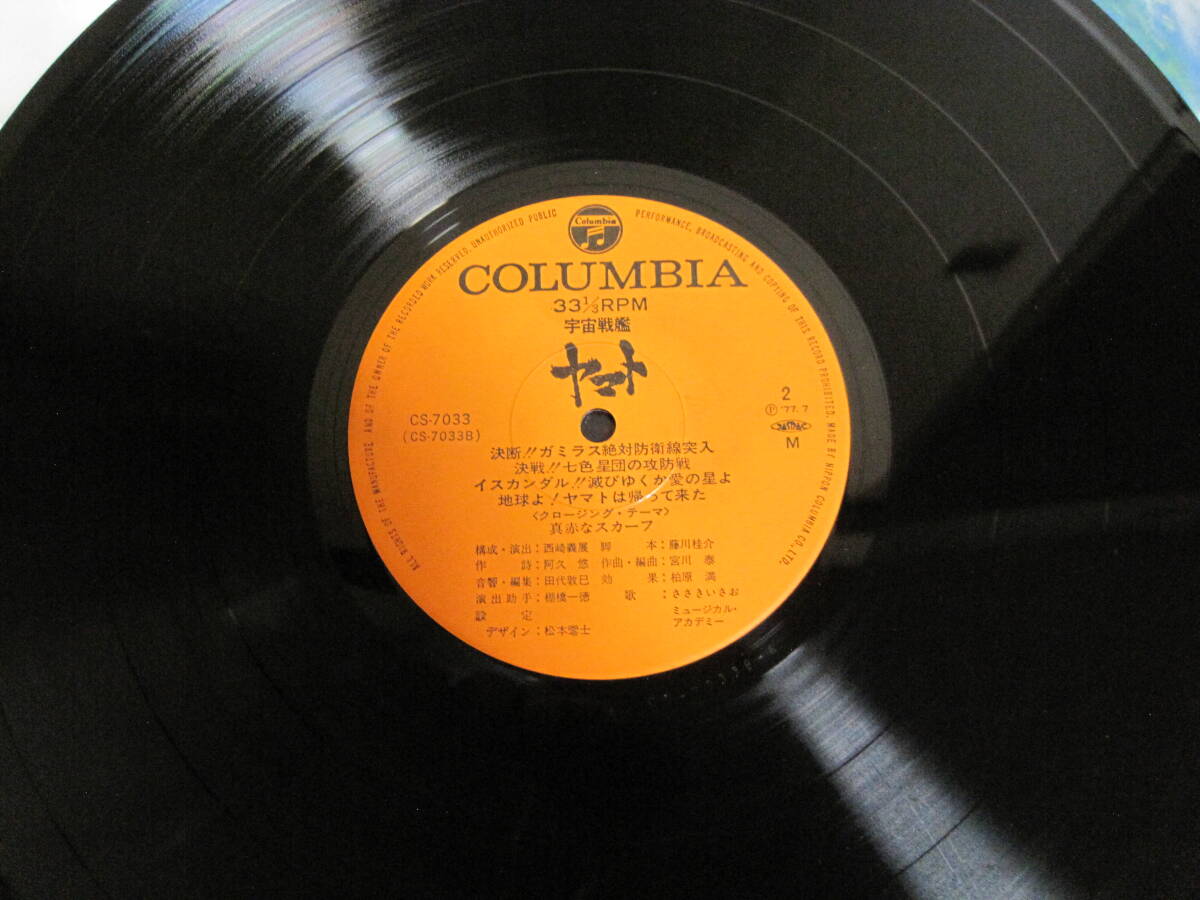 Columbia
COLUMBIA
33 1/3 RPM
宇宙戦艦
ヤマト
CS-7033
(CS-7033B)
2
Ⓟ '77.7
JASRAC
M
決断!!ガミラス絶対防衛線突入
決戦!!七色星団の攻防戦
イスカンダル!!滅びゆくか愛の星よ
地球よ!ヤマトは帰って来た
〈クロージング・テーマ〉
真赤なスカーフ
構成・演出:西崎義展 脚 本:藤川桂介
作 詩:阿久 悠 作曲・編曲:宮川 泰
音響・編集:田代敦巳 効 果:柏原 満
演出助手:棚橋一徳 歌:ささきいさお
設 定 ミュージカル・
デザイン:松本零士 アカデミー
ALL RIGHTS OF THE MANUFACTURE AND OF THE OWNER OF THE RECORDED WORK RESERVED. UNAUTHORIZED PUBLIC PERFORMANCE, BROADCASTING AND COPYING OF THIS RECORD PROHIBITED. MADE BY NIPPON COLUMBIA CO., LTD.